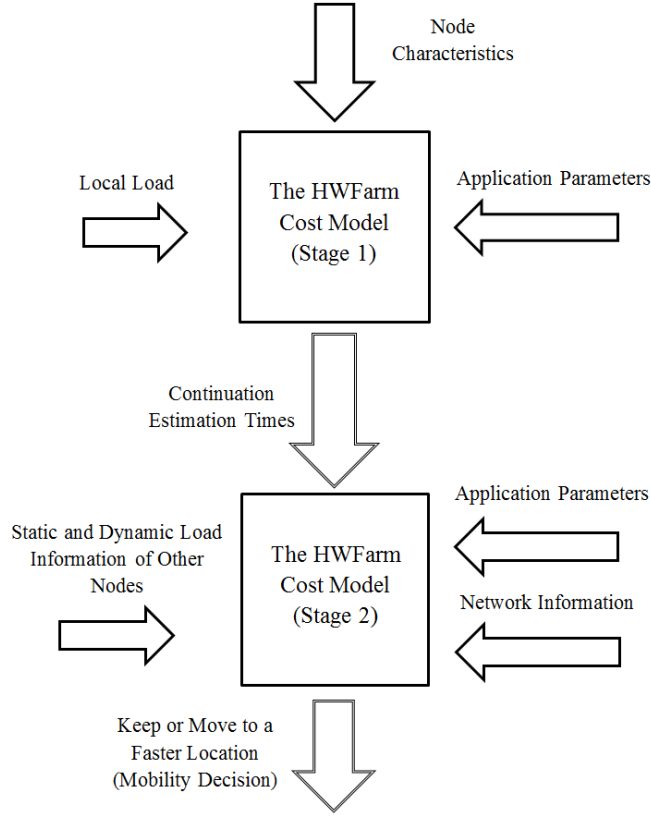 Node
Characteristics
Local Load
The HWFarm
Cost Model
(Stage 1)
Application Parameters
Continuation
Estimation Times
Static and Dynamic Load
Information of Other
Nodes
The HWFarm
Cost Model
(Stage 2)
Application Parameters
Network Information
Keep or Move to a
Faster Location
(Mobility Decision)